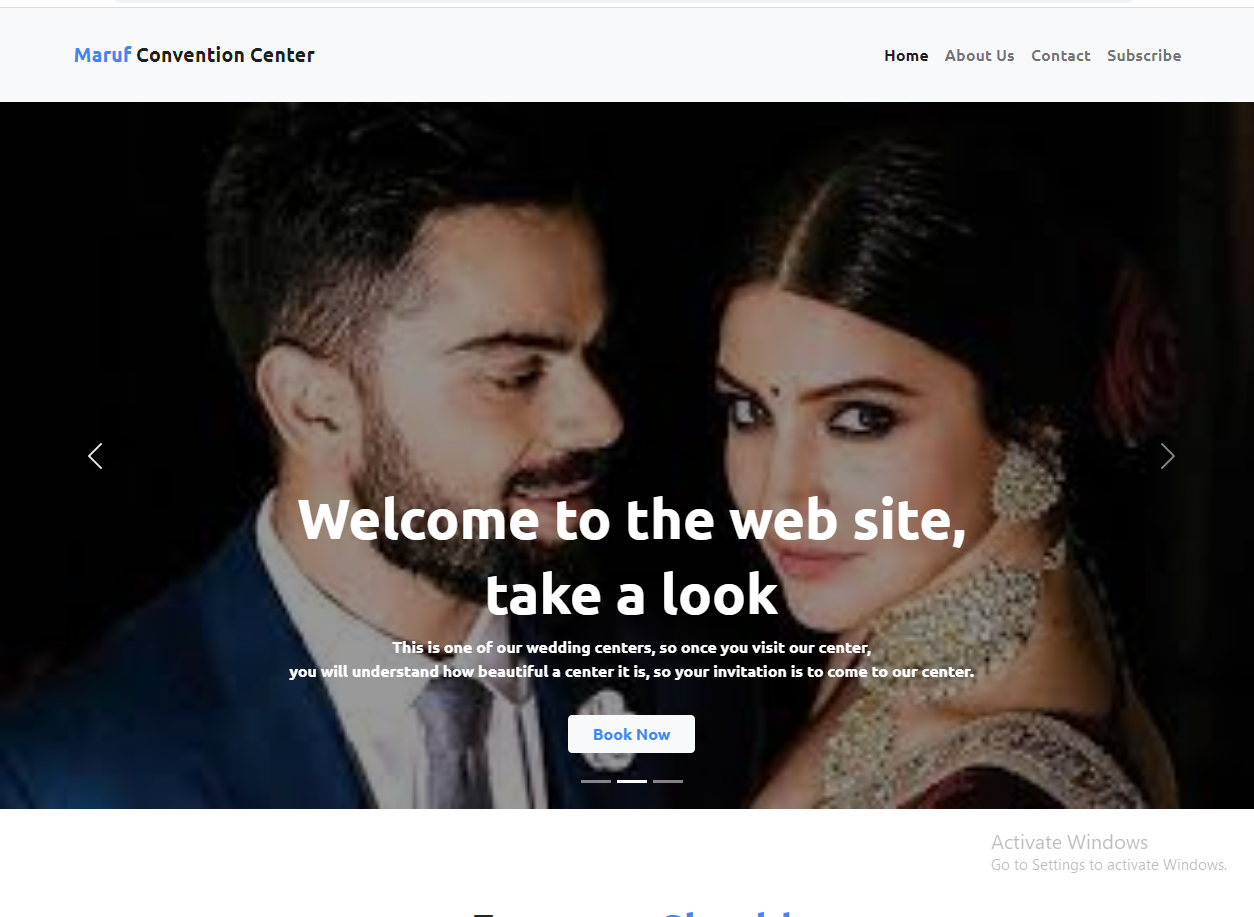 Maruf Convention Center
Home About Us Contact Subscribe
Welcome to the web site,
take a look
This is one of our wedding centers, so once you visit our center,
you will understand how beautiful a center it is, so your invitation is to come to our center.
Book Now
Activate Windows
Go to Settings to activate Windows.